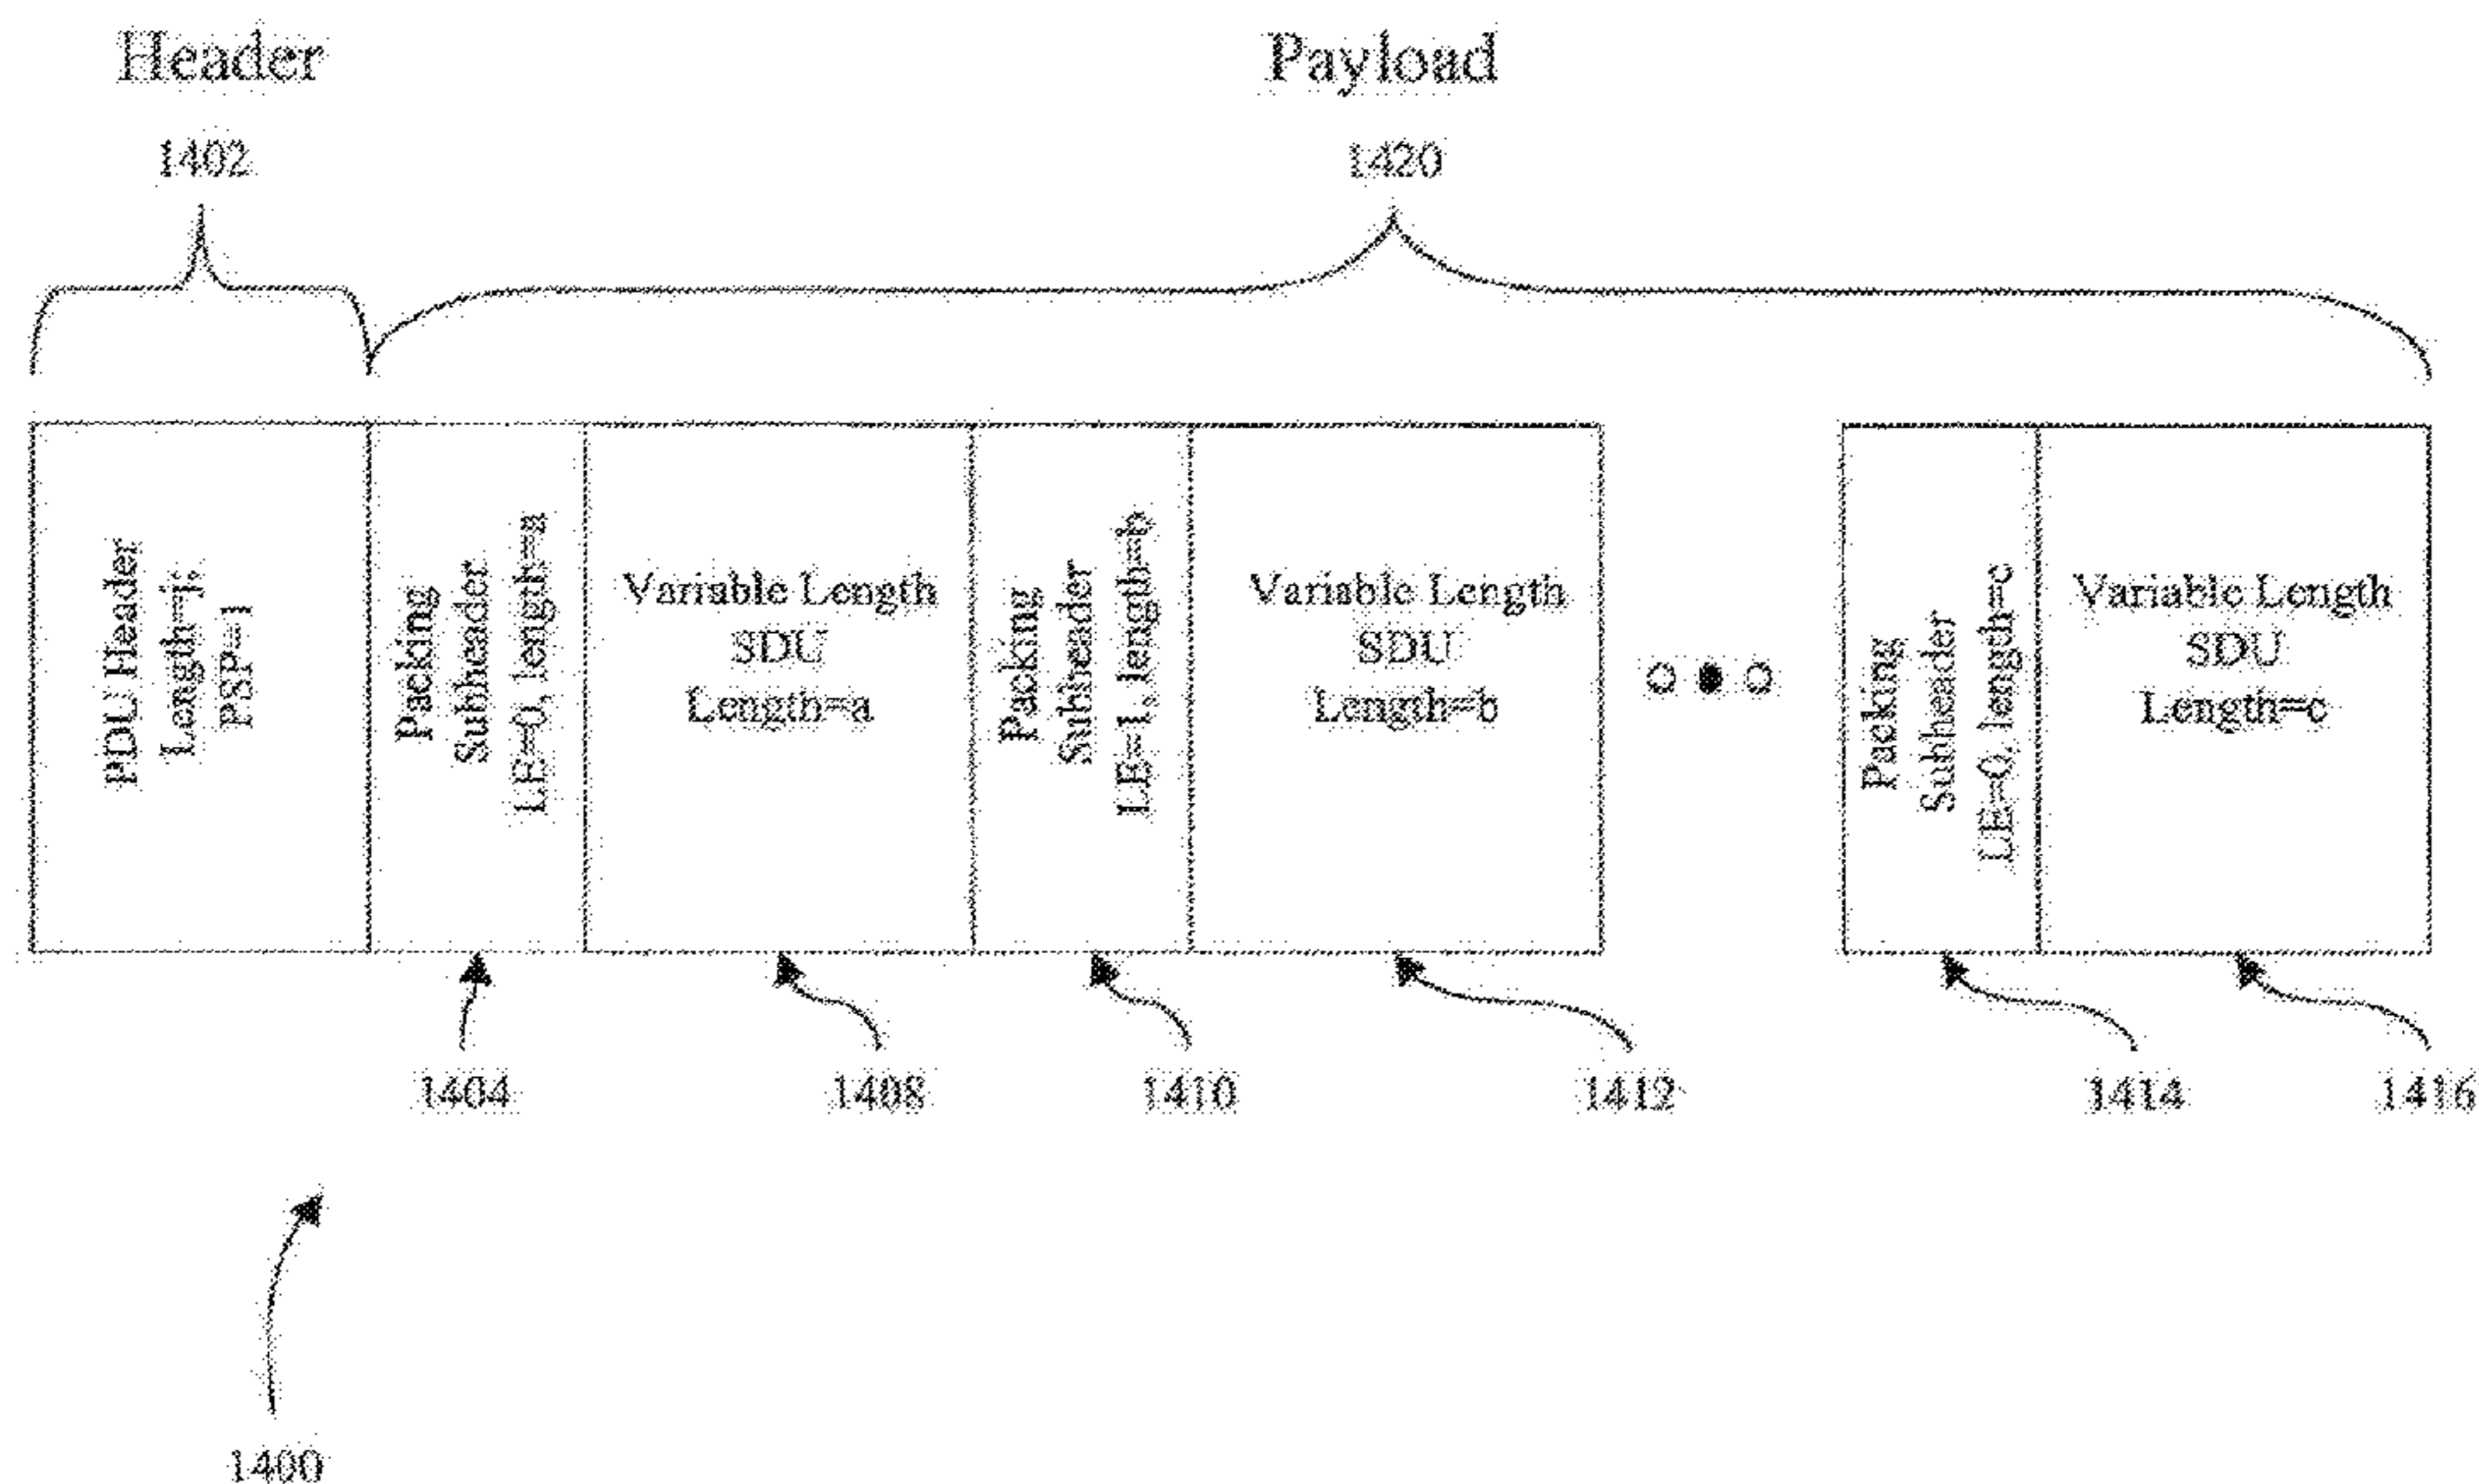 Header
1402
Payload
1420
PDU Header
Length=j;
PSP=1
Packing
Subheader
LE=0, length=a
Variable Length
SDU
Length=a
Packing
Subheader
LE=1, length=b
Variable Length
SDU
Length=b
Packing
Subheader
LE=0, length=c
Variable Length
SDU
Length=c
1404
1408
1410
1412
1414
1416
1400